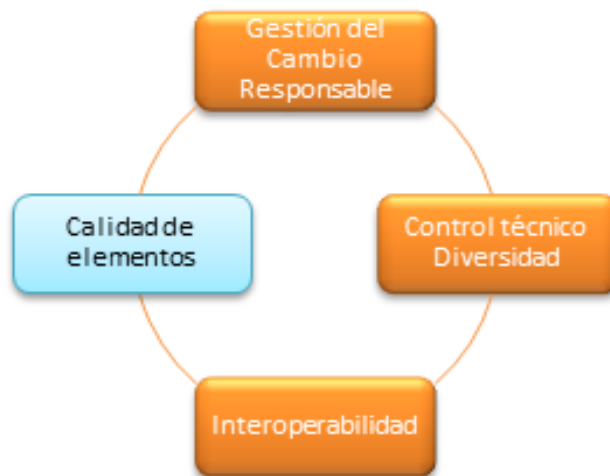 Gestión del
Cambio
Responsable
Calidad de
elementos
Control técnico
Diversidad
Interoperabilidad